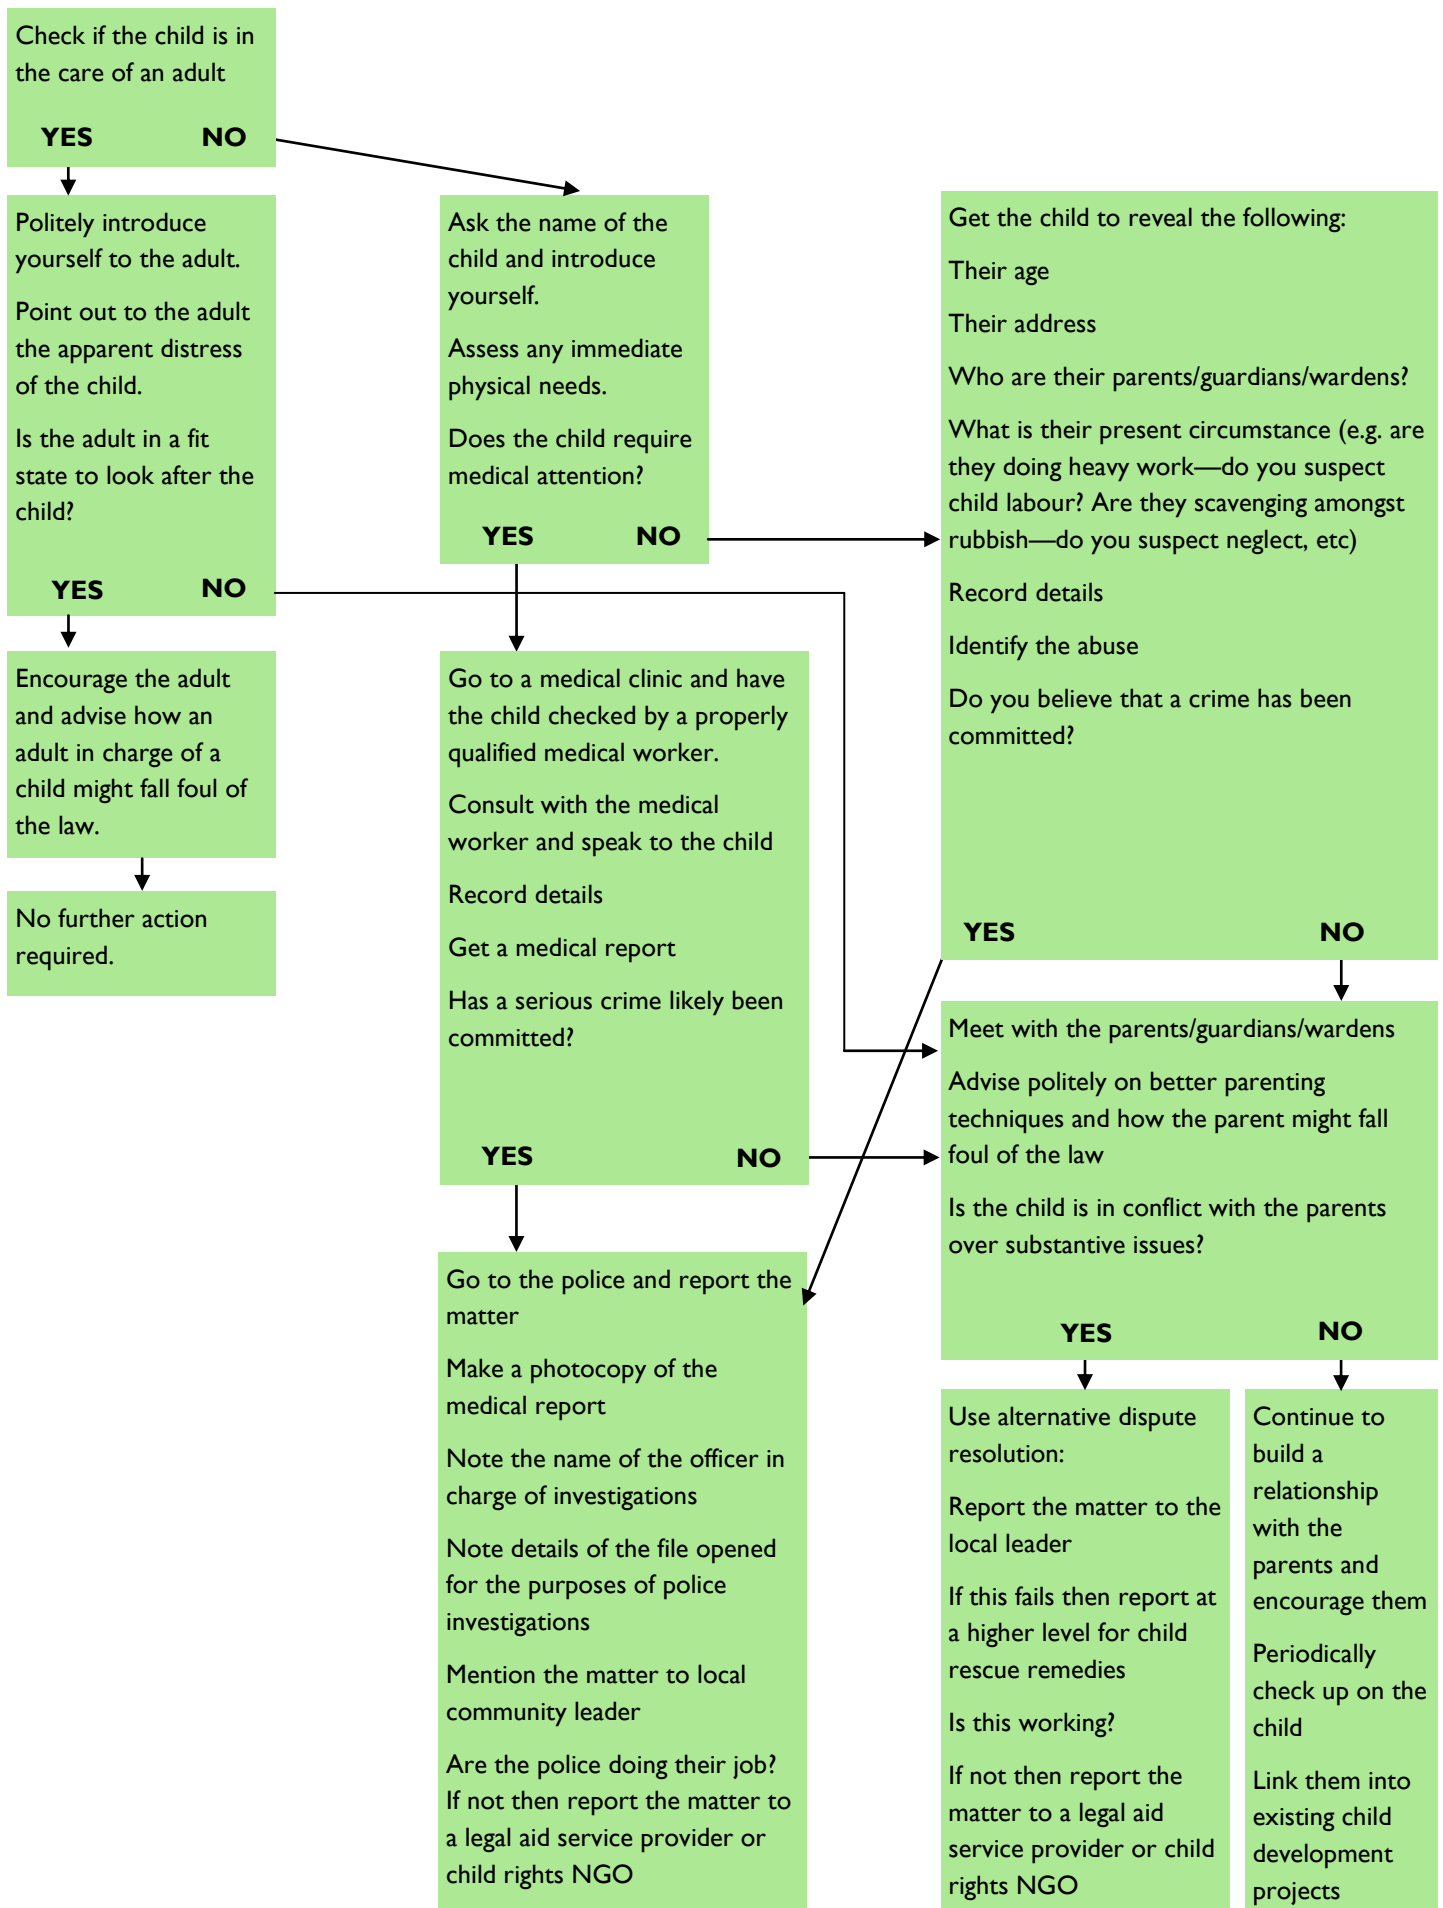 Check if the child is in
the care of an adult
YES NO
Politely introduce
yourself to the adult.
Point out to the adult
the apparent distress
of the child.
Is the adult in a fit
state to look after the
child?
YES NO
Encourage the adult
and advise how an
adult in charge of a
child might fall foul of
the law.
No further action
required.
Ask the name of the
child and introduce
yourself.
Assess any immediate
physical needs.
Does the child require
medical attention?
YES NO
Go to a medical clinic and have
the child checked by a properly
qualified medical worker.
Consult with the medical
worker and speak to the child
Record details
Get a medical report
Has a serious crime likely been
committed?
YES NO
Go to the police and report the
matter
Make a photocopy of the
medical report
Note the name of the officer in
charge of investigations
Note details of the file opened
for the purposes of police
investigations
Mention the matter to local
community leader
Are the police doing their job?
If not then report the matter to
a legal aid service provider or
child rights NGO
Get the child to reveal the following:
Their age
Their address
Who are their parents/guardians/wardens?
What is their present circumstance (e.g. are
they doing heavy work—do you suspect
child labour? Are they scavenging amongst
rubbish—do you suspect neglect, etc)
Record details
Identify the abuse
Do you believe that a crime has been
committed?
YES NO
Meet with the parents/guardians/wardens
Advise politely on better parenting
techniques and how the parent might fall
foul of the law
Is the child is in conflict with the parents
over substantive issues?
YES NO
Use alternative dispute
resolution:
Report the matter to the
local leader
If this fails then report at
a higher level for child
rescue remedies
Is this working?
If not then report the
matter to a legal aid
service provider or child
rights NGO
Continue to
build a
relationship
with the
parents and
encourage them
Periodically
check up on the
child
Link them into
existing child
development
projects